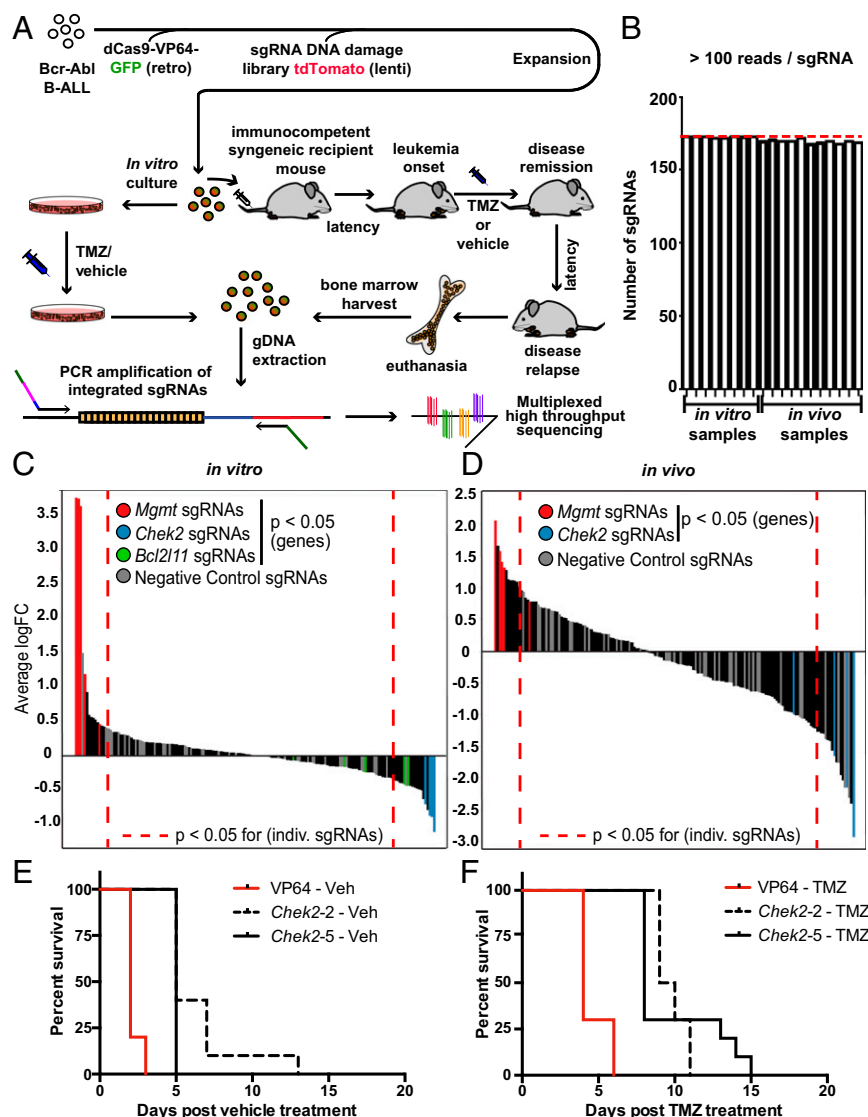 A
Bcr-Abl
B-ALL
dCas9-VP64-
GFP (retro)
sgRNA DNA damage
library tdTomato (lenti)
Expansion
In vitro
culture
immunocompetent
syngeneic recipient
mouse
latency
leukemia
onset
TMZ
or
vehicle
disease
remission
latency
TMZ/
vehicle
bone marrow
harvest
euthanasia
disease
relapse
gDNA
extraction
PCR amplification of
integrated sgRNAs
Multiplexed
high throughput
sequencing
B
> 100 reads / sgRNA
Number of sgRNAs
200
150
100
50
0
in vitro
samples
in vivo
samples
C
in vitro
Average logFC
3.5
3.0
2.5
2.0
1.5
1.0
0.5
0
-0.5
-1.0
Mgmt sgRNAs
Chek2 sgRNAs
Bcl2l11 sgRNAs
Negative Control sgRNAs
p < 0.05
(genes)
p < 0.05 for (indiv. sgRNAs)
D
in vivo
2.5
2.0
1.5
1.0
0.5
0
-0.5
-1.0
-1.5
-2.0
-2.5
-3.0
Mgmt sgRNAs
Chek2 sgRNAs
Negative Control sgRNAs
p < 0.05 (genes)
p < 0.05 for (indiv. sgRNAs)
E
Percent survival
100
75
50
25
0
0 5 10 15 20
Days post vehicle treatment
VP64 - Veh
Chek2-2 - Veh
Chek2-5 - Veh
F
Percent survival
100
75
50
25
0
0 5 10 15 20
Days post TMZ treatment
VP64 - TMZ
Chek2-2 - TMZ
Chek2-5 - TMZ